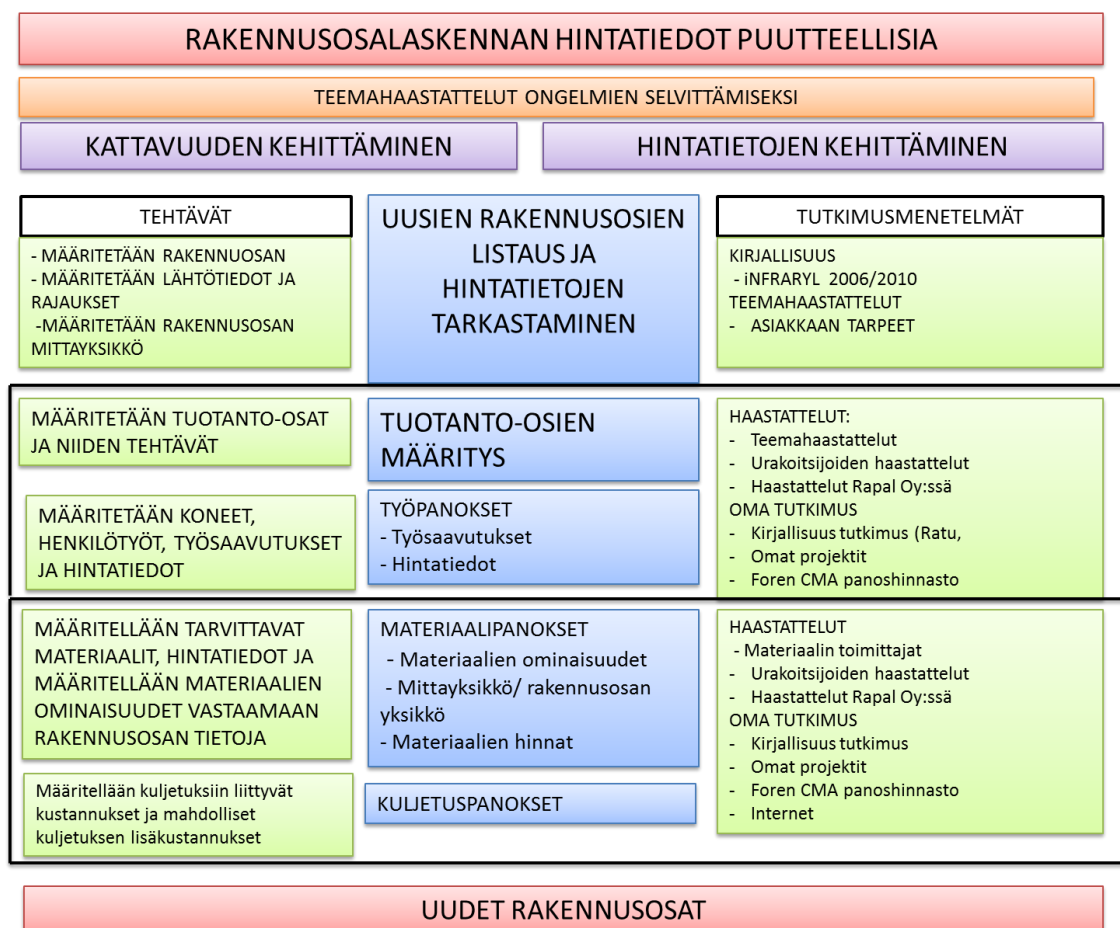 RAKENNUSOSALASKENNAN HINTATIEDOT PUUTTEELLISIA
TEEMAHAASTATTELUT ONGELMIEN SELVITTÄMISEKSI
KATTAVUUDEN KEHITTÄMINEN
HINTATIETOJEN KEHITTÄMINEN
TEHTÄVÄT
- MÄÄRITETÄÄN RAKENNUOSAN
- MÄÄRITETÄÄN LÄHTÖTIEDOT JA
RAJAUKSET
-MÄÄRITETÄÄN RAKENNUSOSAN
MITTAYKSIKKÖ
UUSIEN RAKENNUSOSIEN
LISTAUS JA
HINTATIETOJEN
TARKASTAMINEN
TUTKIMUSMENETELMÄT
KIRJALLISUUS
- iNFRARYL 2006/2010
TEEMAHAASTATTELUT
- ASIAKKAAN TARPEET
MÄÄRITETÄÄN TUOTANTO-OSAT
JA NIIDEN TEHTÄVÄT
MÄÄRITETÄÄN KONEET,
HENKILÖTYÖT, TYÖSAAVUTUKSET
JA HINTATIEDOT
TUOTANTO-OSIEN
MÄÄRITYS
TYÖPANOKSET
- Työsaavutukset
- Hintatiedot
HAASTATTELUT:
- Teemahaastattelut
- Urakoitsijoiden haastattelut
- Haastattelut Rapal Oy:ssä
OMA TUTKIMUS
- Kirjallisuus tutkimus (Ratu,
- Omat projektit
- Foren CMA panoshinnasto
MÄÄRITELLÄÄN TARVITTAVAT
MATERIAALIT, HINTATIEDOT JA
MÄÄRITELLÄÄN MATERIAALIEN
OMINAISUUDET VASTAAMAAN
RAKENNUSOSAN TIETOJA
Määritellään kuljetuksiin liittyvät
kustannukset ja mahdolliset
kuljetuksen lisäkustannukset
MATERIAALIPANOKSET
- Materiaalien ominaisuudet
- Mittayksikkö/ rakennusosan
yksikkö
- Materiaalien hinnat
KULJETUSPANOKSET
HAASTATTELUT
- Materiaalin toimittajat
- Urakoitsijoiden haastattelut
- Haastattelut Rapal Oy:ssä
OMA TUTKIMUS
- Kirjallisuus tutkimus
- Omat projektit
- Foren CMA panoshinnasto
- Internet
UUDET RAKENNUSOSAT